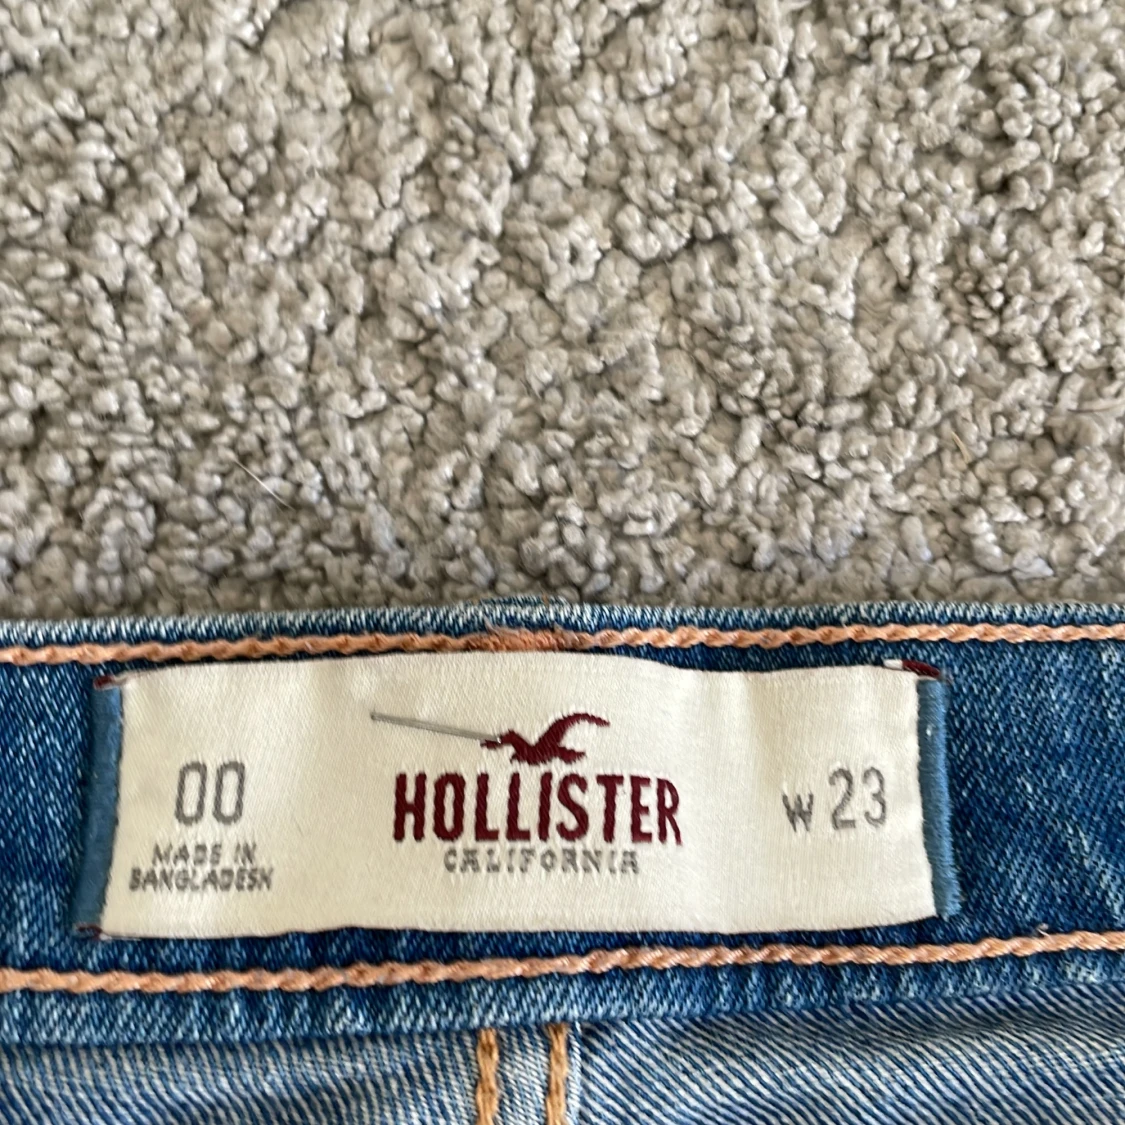 00
MADE IN
BANGLADESH
HOLLISTER
CALIFORNIA
W 23